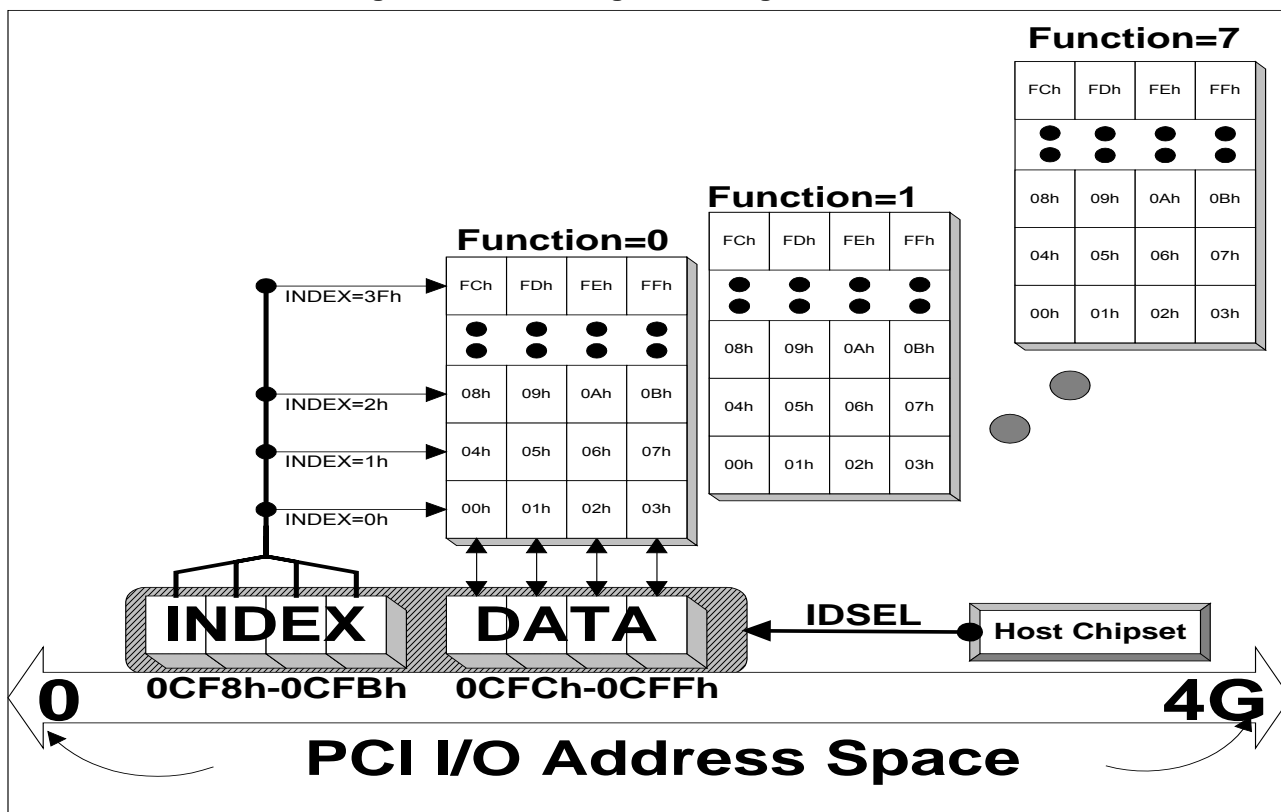 Function=7
FCh FDh FEh FFh
08h 09h 0Ah 0Bh
04h 05h 06h 07h
00h 01h 02h 03h
Function=1
FCh FDh FEh FFh
08h 09h 0Ah 0Bh
04h 05h 06h 07h
00h 01h 02h 03h
Function=0
FCh FDh FEh FFh
08h 09h 0Ah 0Bh
04h 05h 06h 07h
00h 01h 02h 03h
INDEX=3Fh
INDEX=2h
INDEX=1h
INDEX=0h
INDEX
DATA
IDSEL
Host Chipset
0CF8h-0CFBh
0CFCh-0CFFh
0
4G
PCI I/O Address Space